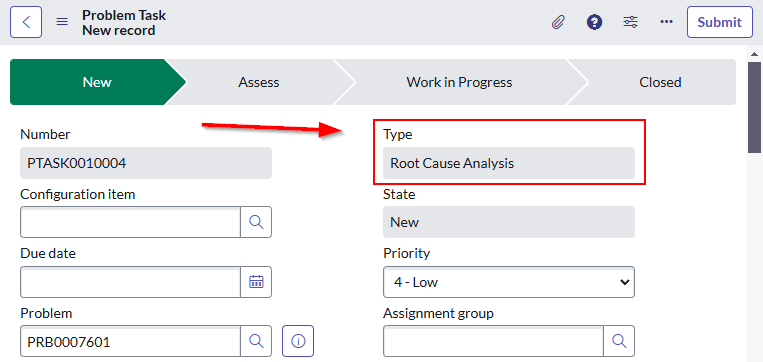 Problem Task
New record
Submit
New
Assess
Work in Progress
Closed
Number
PTASK0010004
Type
Root Cause Analysis
Configuration item
State
New
Due date
Priority
4 - Low
Problem
PRB0007601
Assignment group